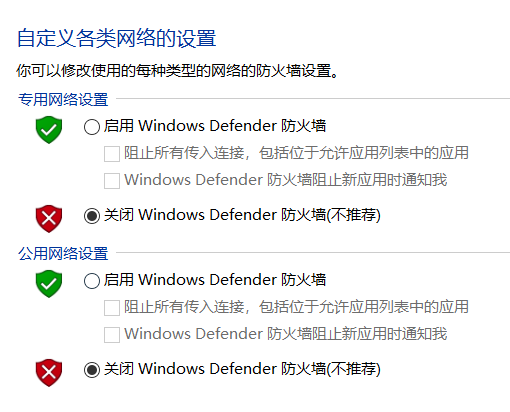 自定义各类网络的设置
你可以修改使用的每种类型的网络的防火墙设置。
专用网络设置
启用 Windows Defender 防火墙
阻止所有传入连接，包括位于允许应用列表中的应用
Windows Defender 防火墙阻止新应用时通知我
关闭 Windows Defender 防火墙(不推荐)
公用网络设置
启用 Windows Defender 防火墙
阻止所有传入连接，包括位于允许应用列表中的应用
Windows Defender 防火墙阻止新应用时通知我
关闭 Windows Defender 防火墙(不推荐)